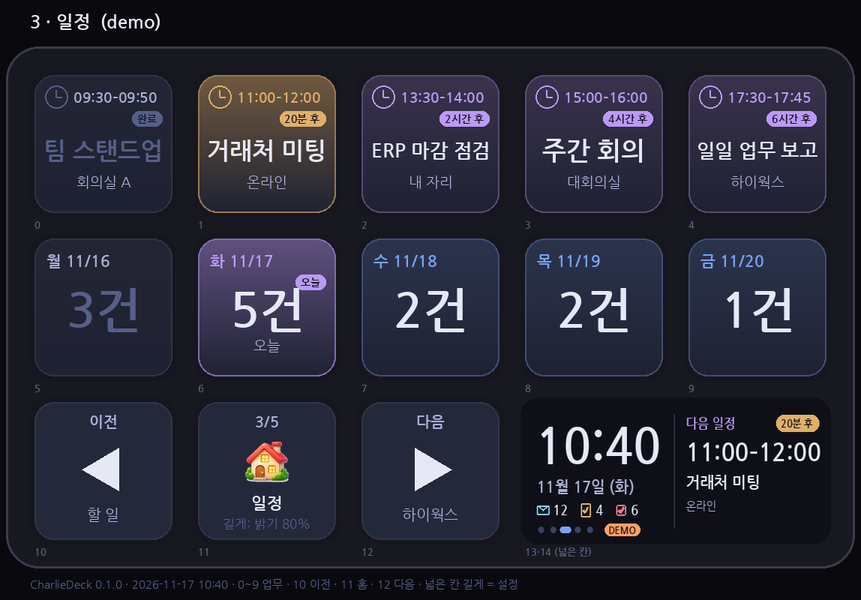 3 · 일정 (demo)
09:30-09:50
완료
팀 스탠드업
회의실 A
0
11:00-12:00
20분 후
거래처 미팅
온라인
1
13:30-14:00
2시간 후
ERP 마감 점검
내 자리
2
15:00-16:00
4시간 후
주간 회의
대회의실
3
17:30-17:45
6시간 후
일일 업무 보고
하이웍스
4
월 11/16
3건
5
화 11/17
오늘
5건
오늘
6
수 11/18
2건
7
목 11/19
2건
8
금 11/20
1건
9
이전
할 일
10
3/5
일정
길게: 밝기 80%
11
다음
하이웍스
12
10:40
11월 17일 (화)
12 4 6
DEMO
다음 일정
20분 후
11:00-12:00
거래처 미팅
온라인
13-14 (넓은 칸)
CharlieDeck 0.1.0 · 2026-11-17 10:40 · 0~9 업무 · 10 이전 · 11 홈 · 12 다음 · 넓은 칸 길게 = 설정